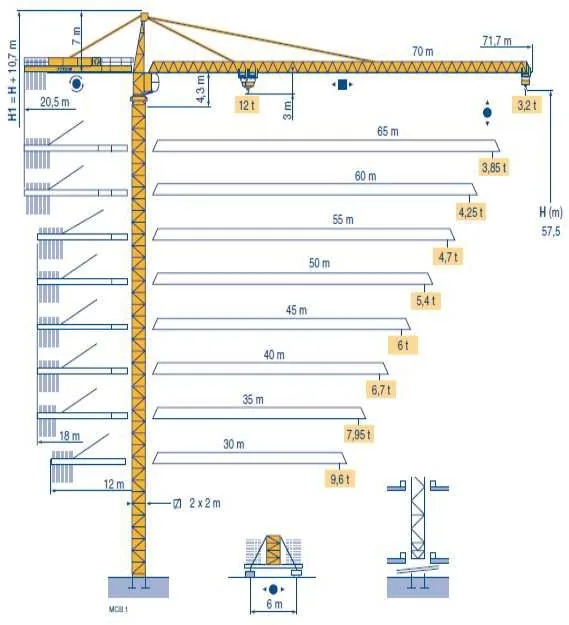 71,7 m
70 m
7 m
H1 = H + 10,7 m
20,5 m
4,3 m
12 t
3 m
3,2 t
65 m
3,85 t
60 m
4,25 t
H (m)
57,5
55 m
4,7 t
50 m
5,4 t
45 m
6 t
40 m
6,7 t
35 m
7,95 t
18 m
30 m
9,6 t
12 m
2 x 2 m
6 m